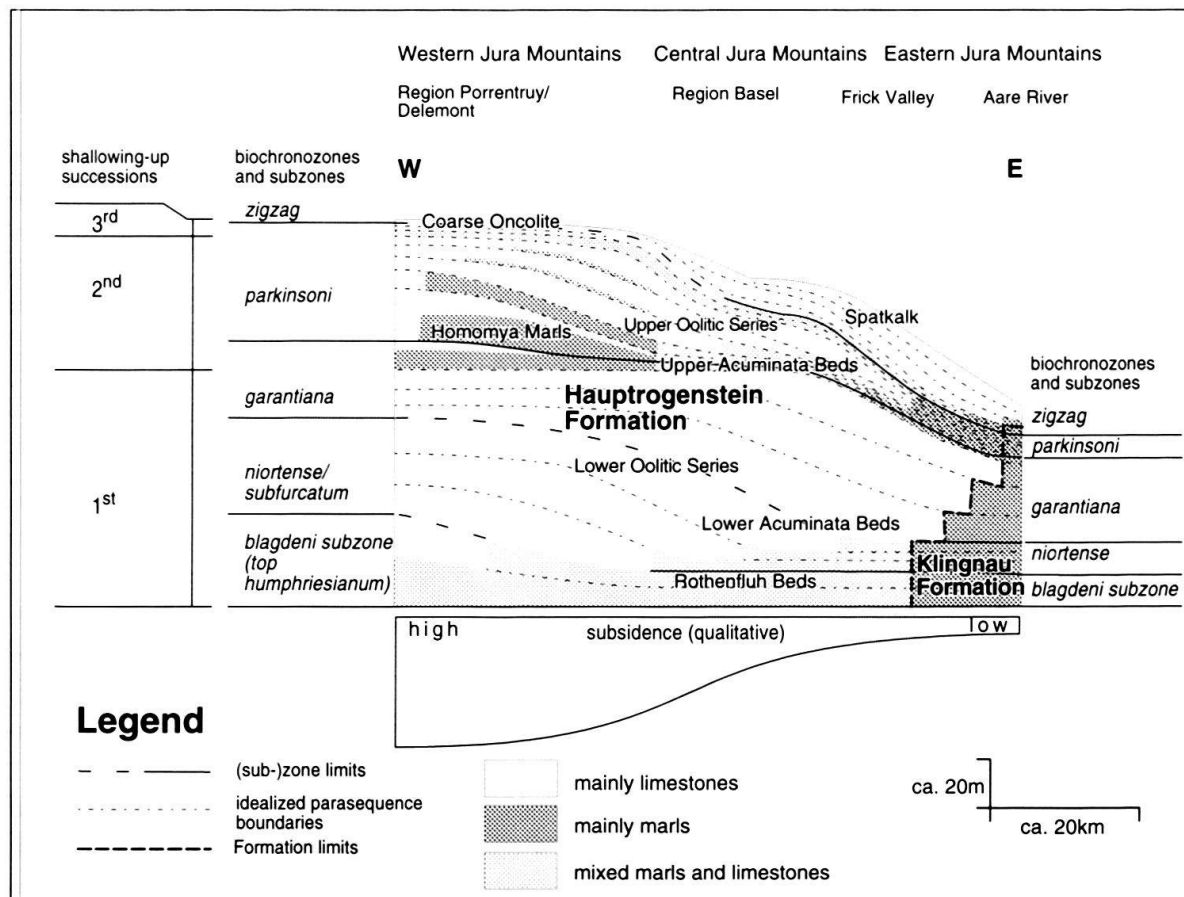 Western Jura Mountains
Central Jura Mountains
Eastern Jura Mountains
Region Porrentruy/
Delemont
Region Basel
Frick Valley
Aare River
shallowing-up
successions
biochronozones
and subzones
W
E
3rd
zigzag
Coarse Oncolite
2nd
parkinsoni
Spatkalk
Upper Oolitic Series
Homomya Marls
Upper Acuminata Beds
biochronozones
and subzones
garantiana
Hauptrogenstein
Formation
zigzag
parkinsoni
niortense/
subfurcatum
Lower Oolitic Series
garantiana
1st
Lower Acuminata Beds
blagdeni subzone
(top
humphriesianum)
niortense
Klingnau
Formation
Rothenfluh Beds
blagdeni subzone
high
subsidence (qualitative)
low
Legend
(sub-)zone limits
idealized parasequence
boundaries
Formation limits
mainly limestones
mainly marls
mixed marls and limestones
ca. 20m
ca. 20km